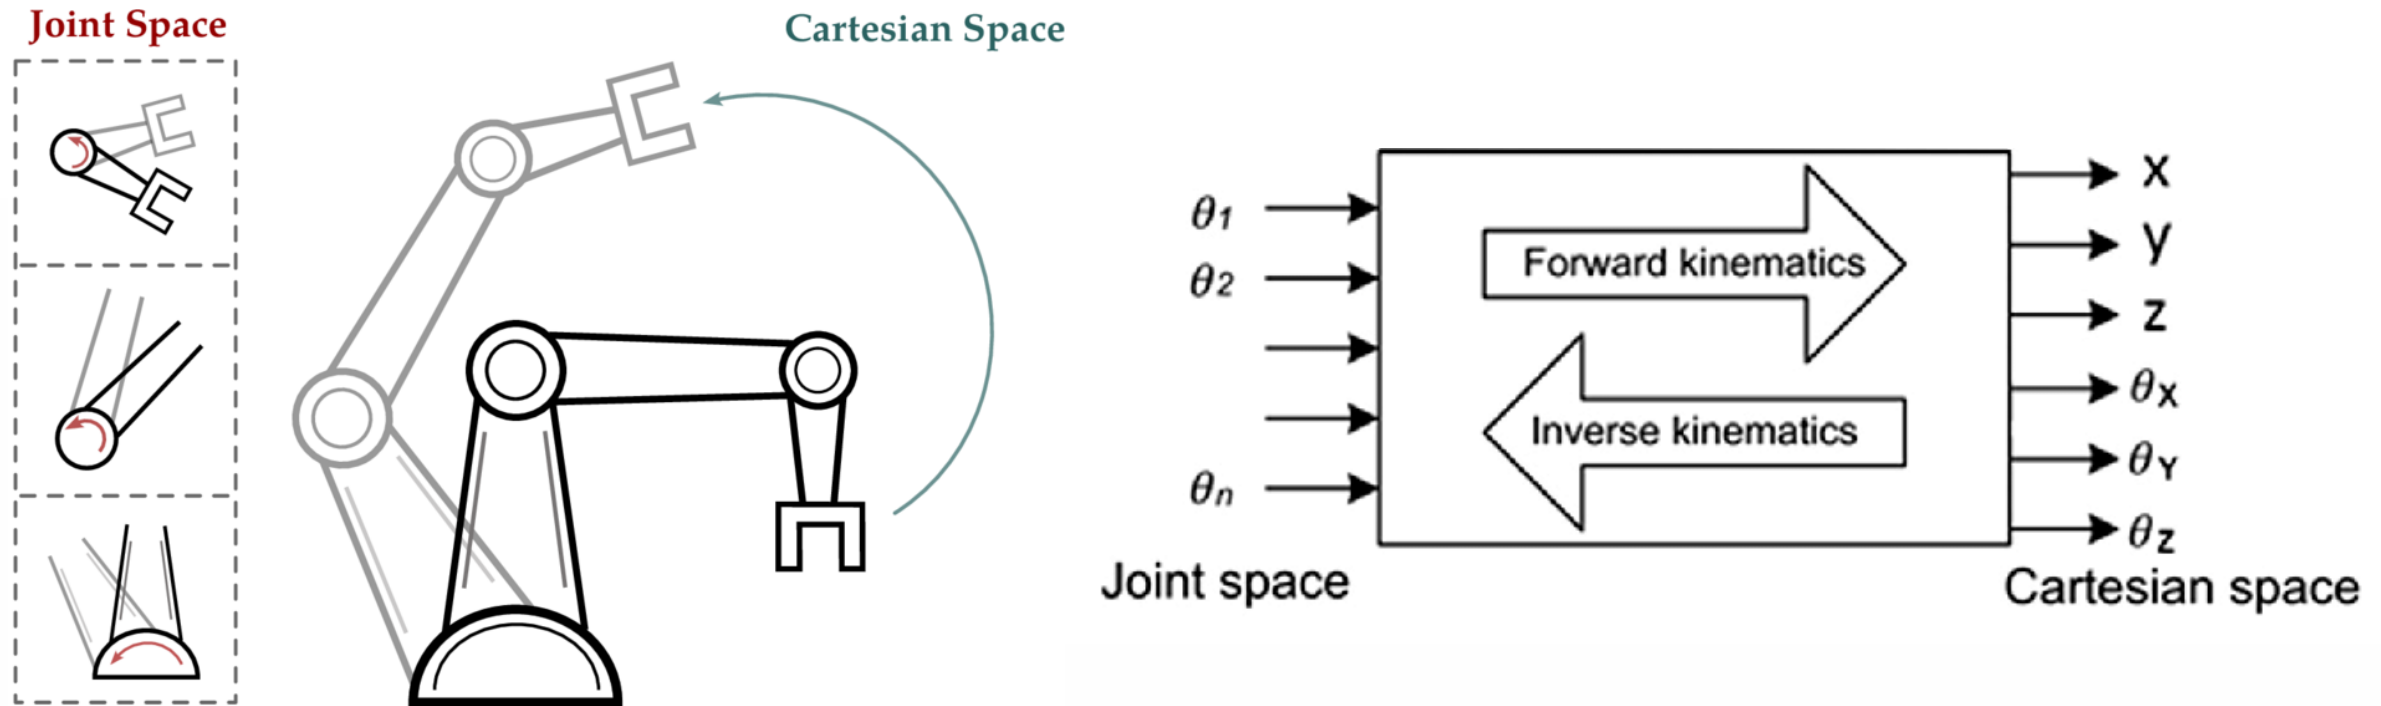 Joint Space
Cartesian Space
θ1
θ2
θn
Joint space
Forward kinematics
Inverse kinematics
x
y
z
θX
θY
θZ
Cartesian space